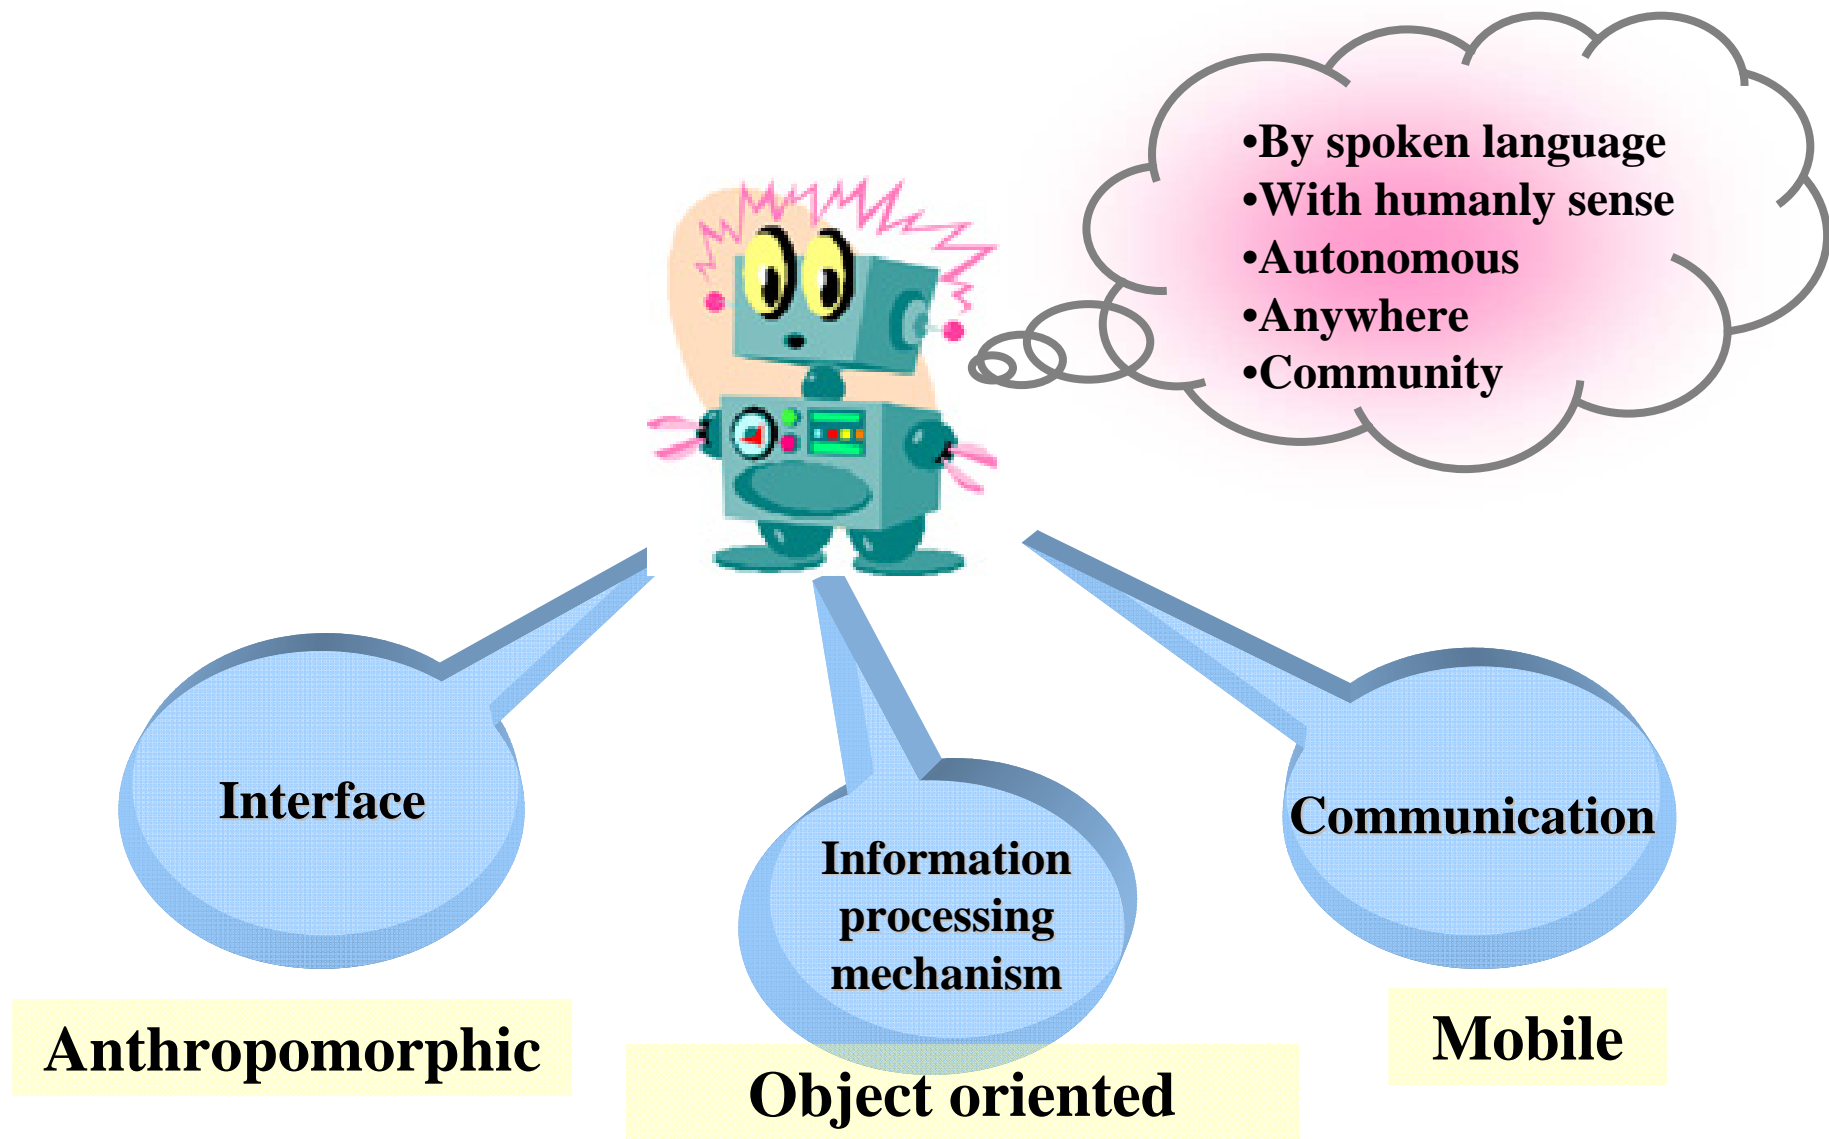 •By spoken language
•With humanly sense
•Autonomous
•Anywhere
•Community
Interface
Information
processing
mechanism
Communication
Anthropomorphic
Object oriented
Mobile